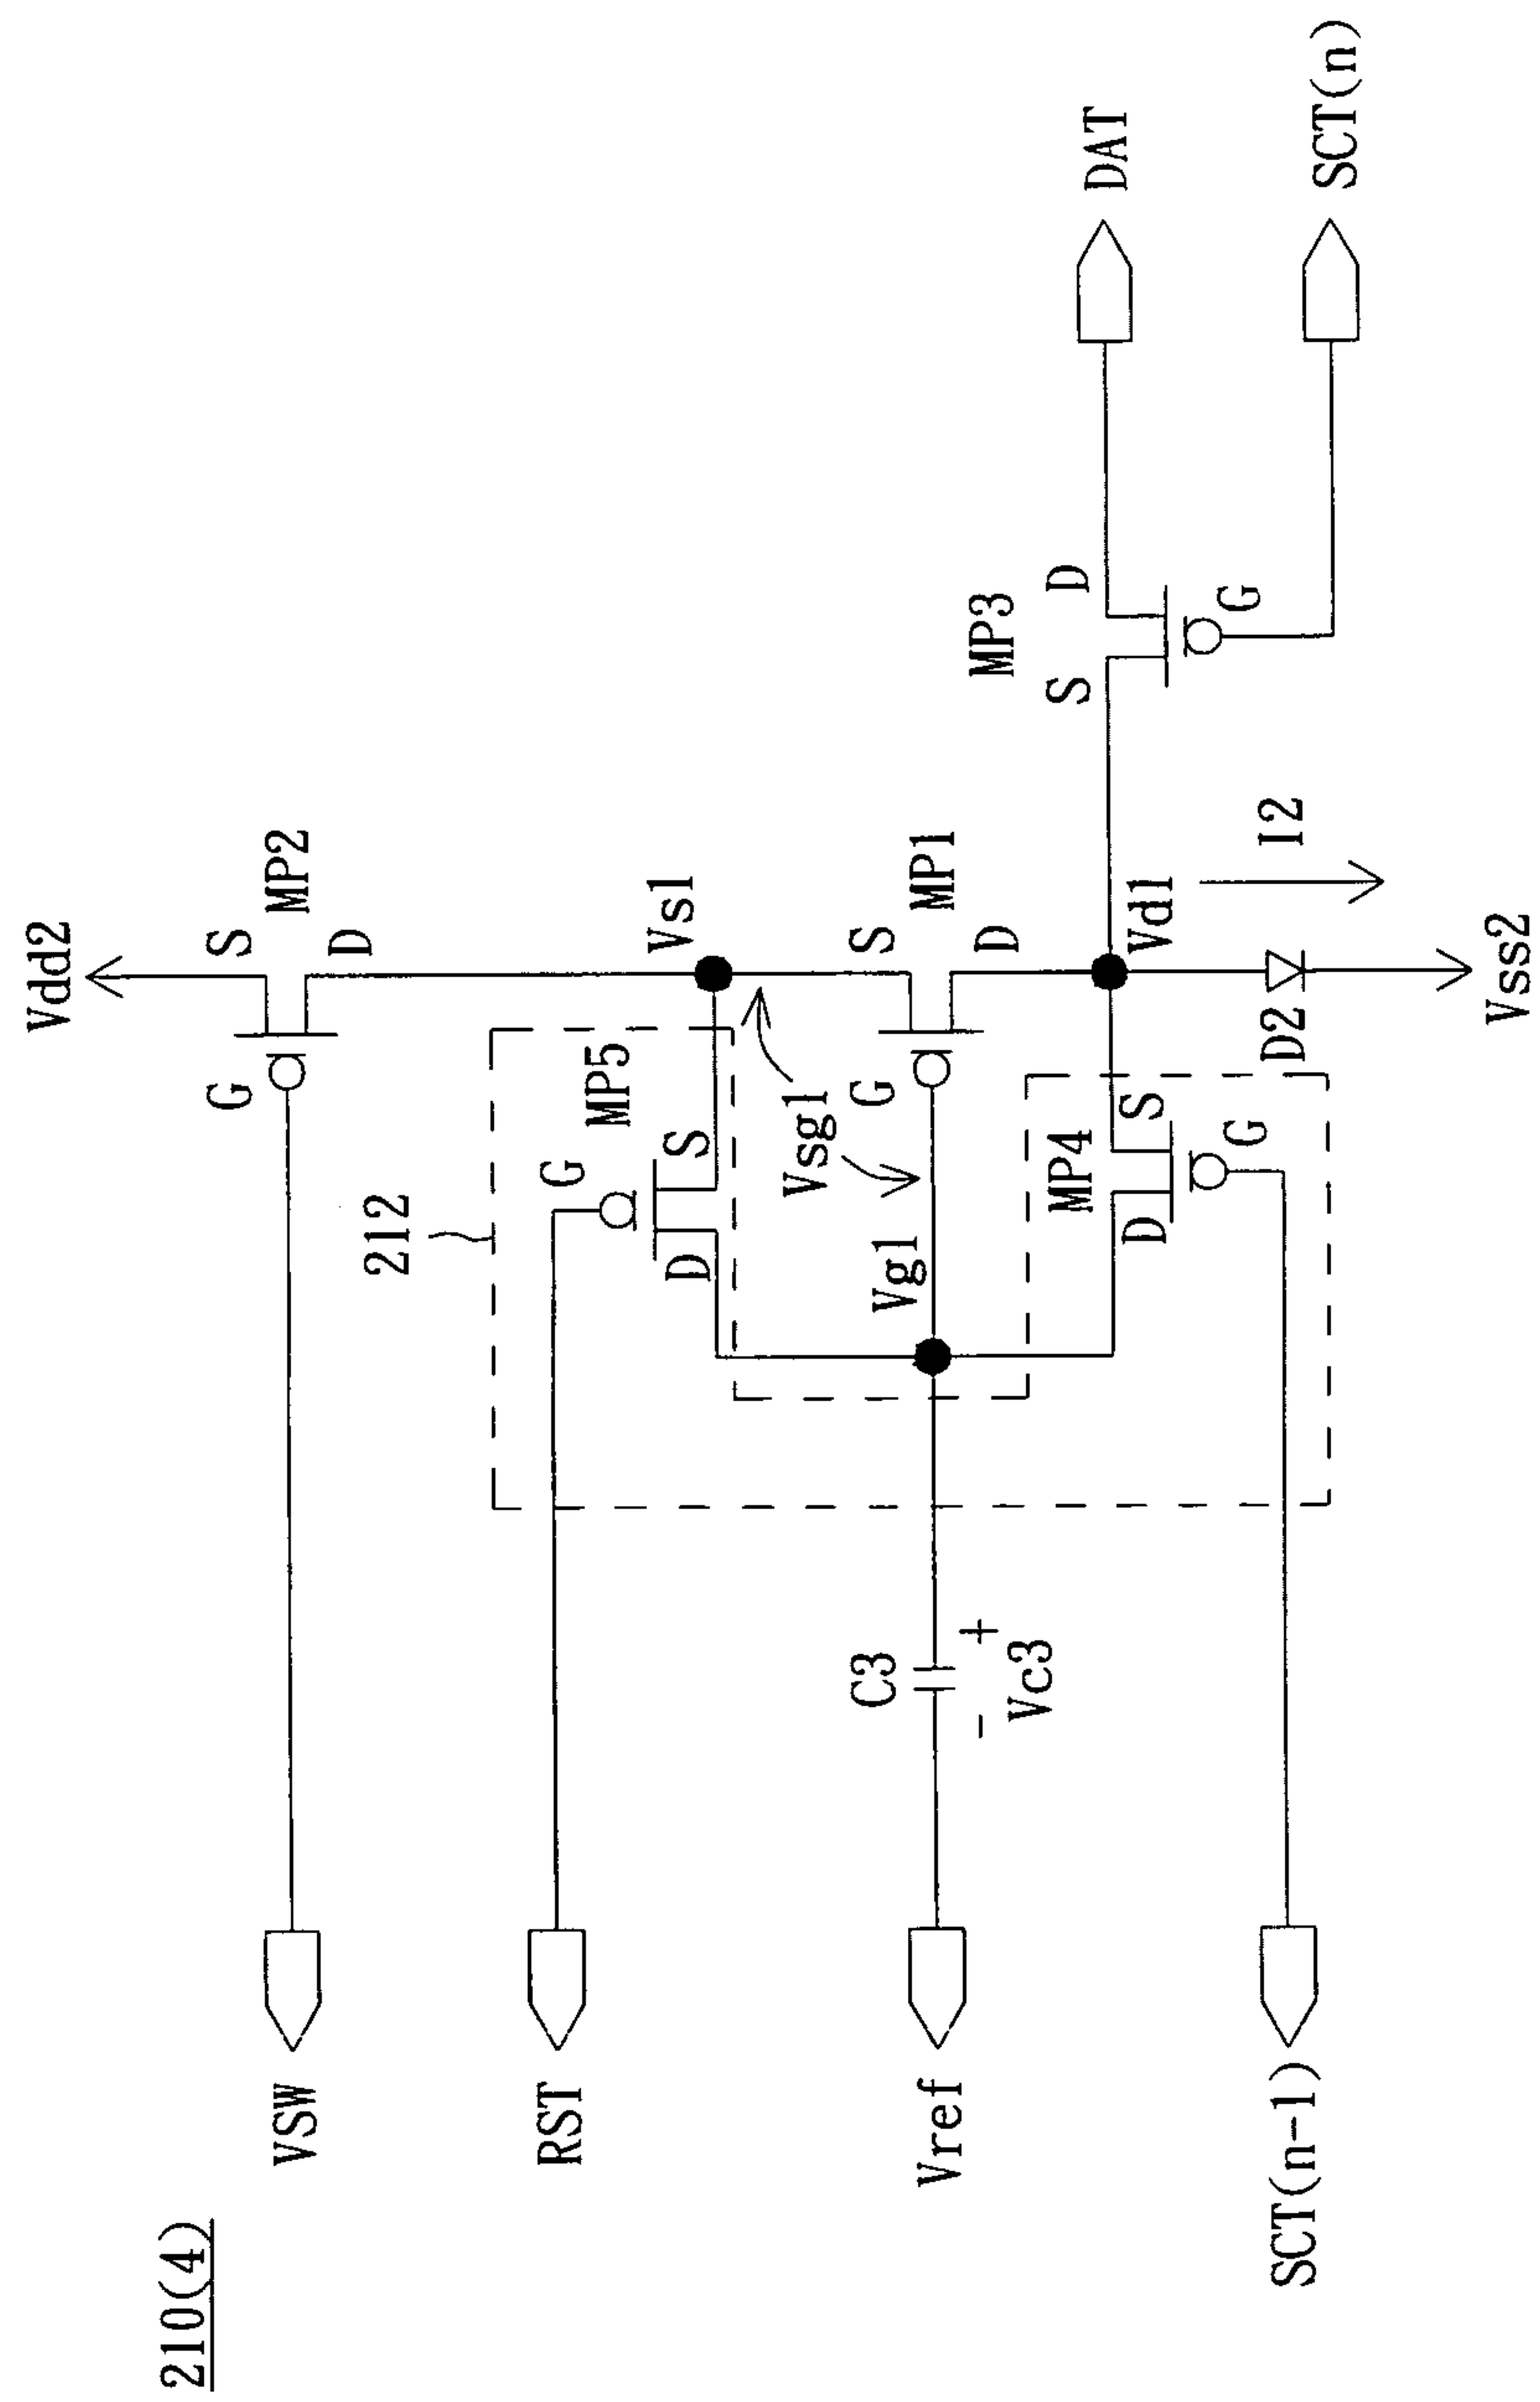 210(4)
Vdd2
S
MP2
G
D
VSW
212
MP5
G
S
D
RST
Vs1
Vsg1
S
MP1
G
D
Vg1
C3
- +
Vc3
Vref
MP4
S
D
G
SCT(n-1)
Vd1
D2
I2
Vss2
MP3
S
D
G
DAT
SCT(n)